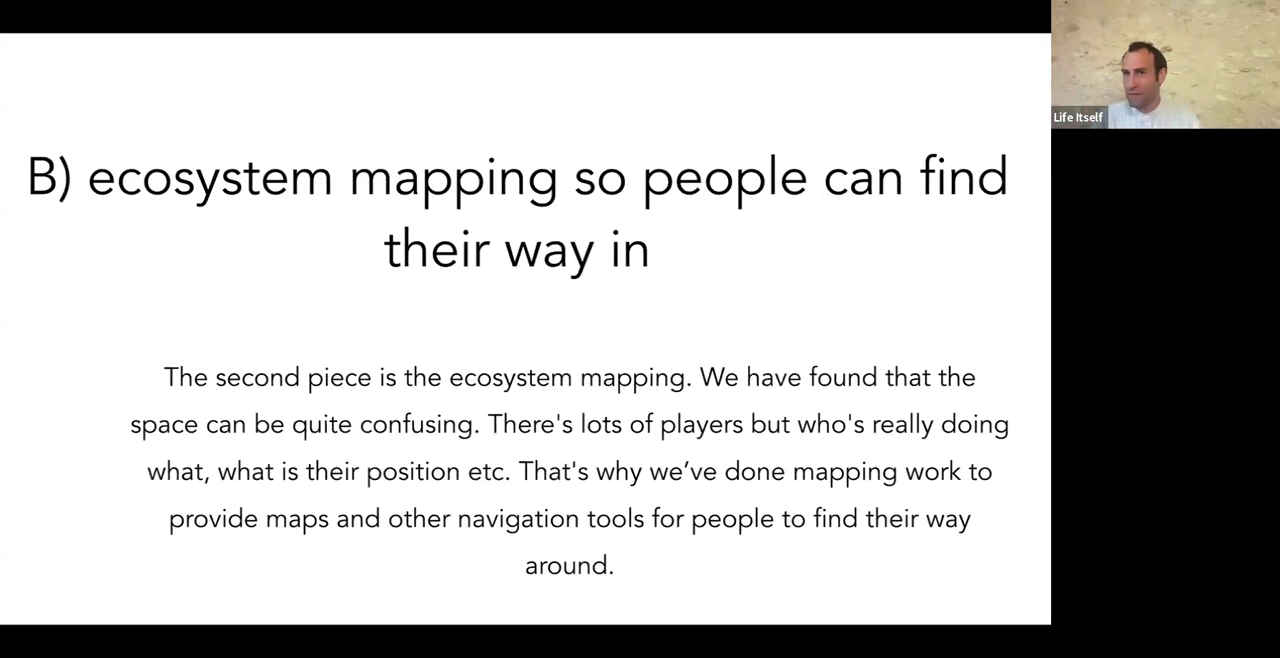 B) ecosystem mapping so people can find
their way in
The second piece is the ecosystem mapping. We have found that the
space can be quite confusing. There's lots of players but who's really doing
what, what is their position etc. That's why we’ve done mapping work to
provide maps and other navigation tools for people to find their way
around.
Life Itself